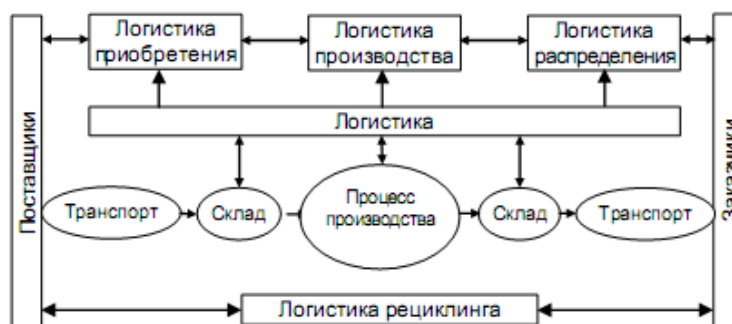 Логистика
приобретения
Логистика
производства
Логистика
распределения
Поставщики
Логистика
Заказчики
Транспорт
Склад
Процесс
производства
Склад
Транспорт
Логистика рециклинга